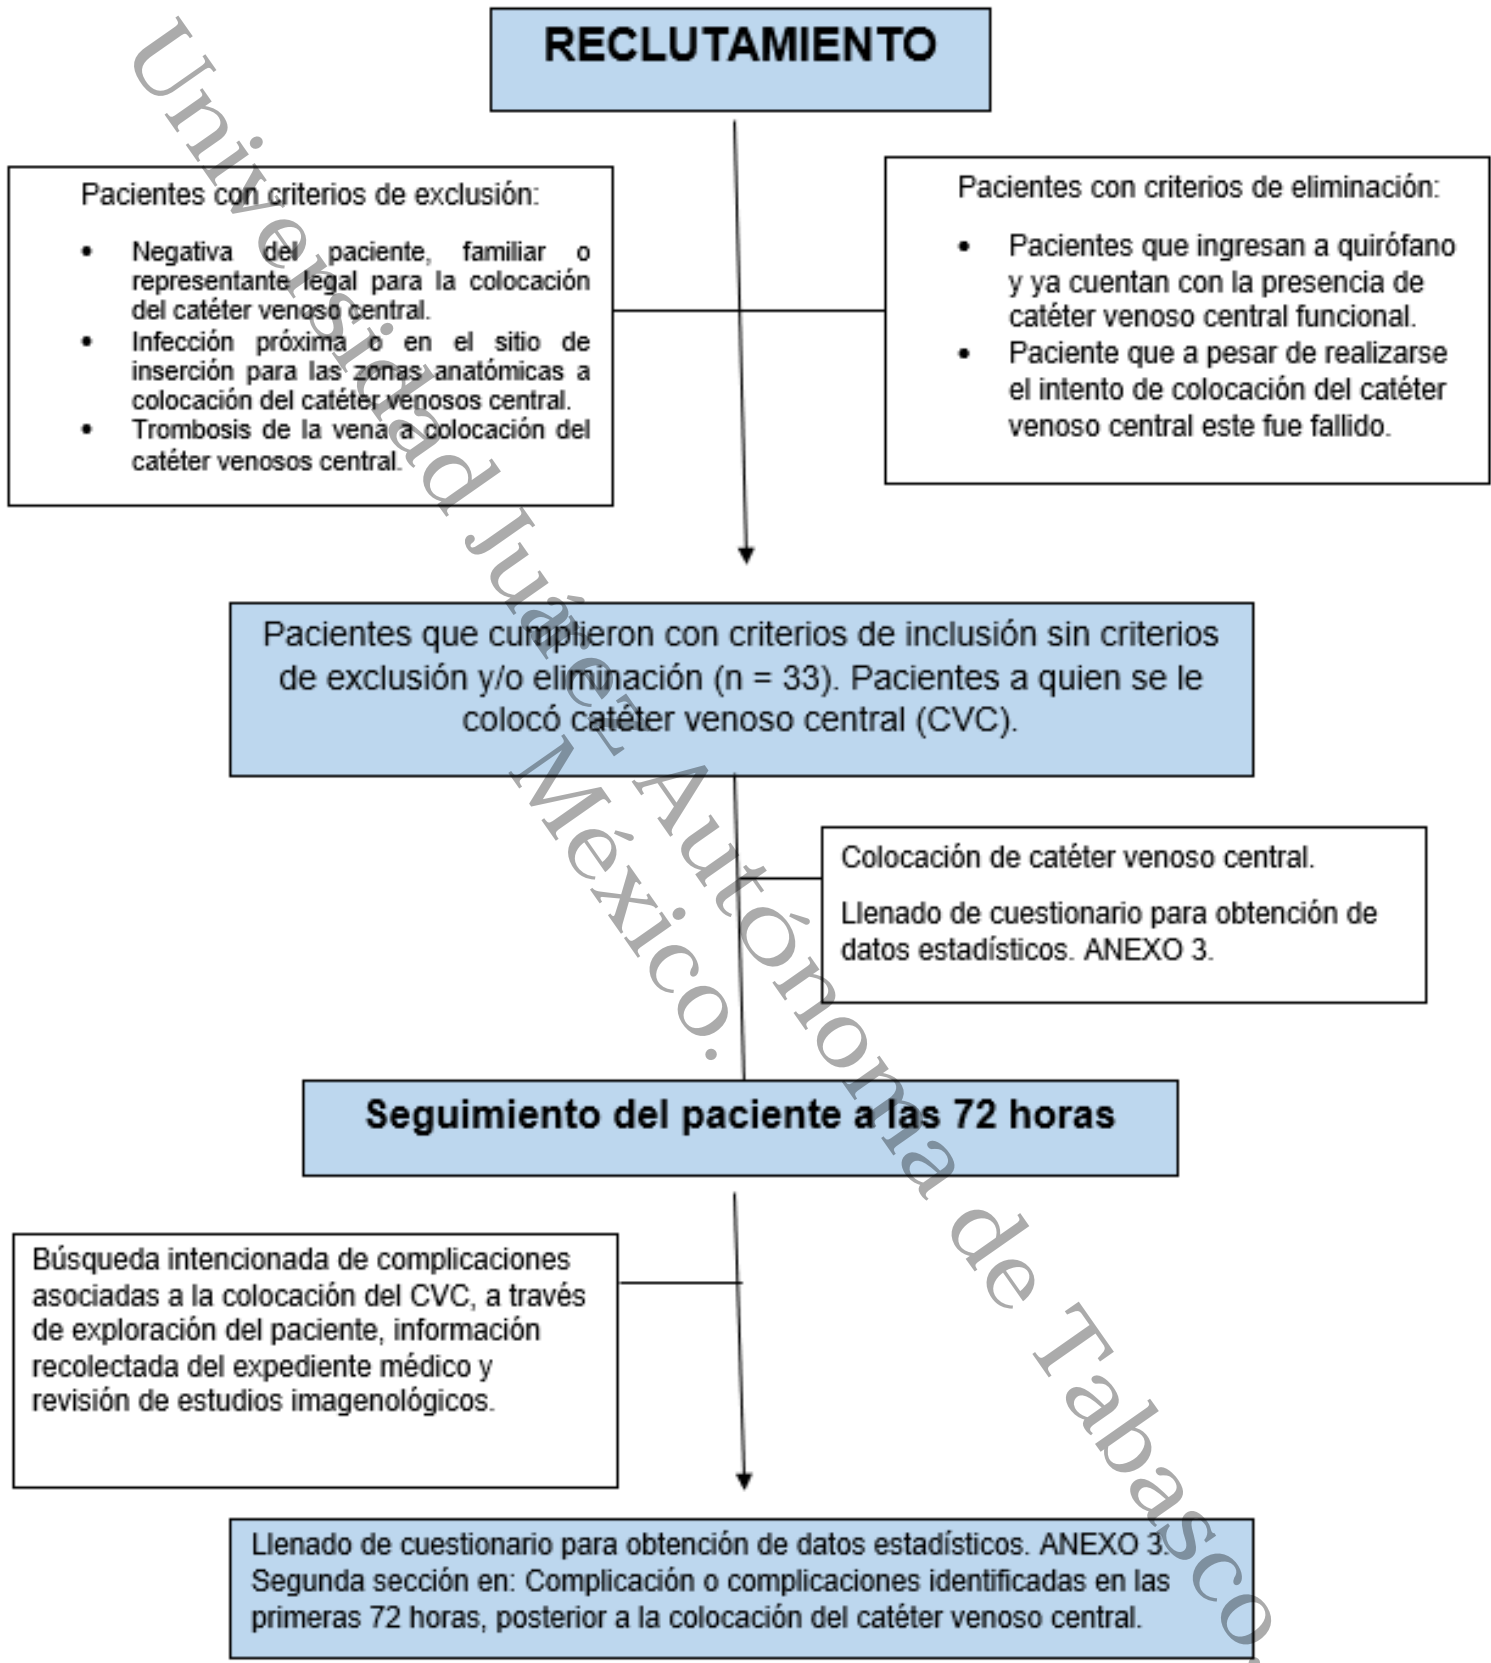 RECLUTAMIENTO
Pacientes con criterios de exclusión:
• Negativa del paciente, familiar o
representante legal para la colocación
del catéter venoso central.
• Infección próxima o en el sitio de
inserción para las zonas anatómicas a
colocación del catéter venosos central.
• Trombosis de la vena a colocación del
catéter venosos central.
Pacientes con criterios de eliminación:
• Pacientes que ingresan a quirófano
y ya cuentan con la presencia de
catéter venoso central funcional.
• Paciente que a pesar de realizarse
el intento de colocación del catéter
venoso central este fue fallido.
Pacientes que cumplieron con criterios de inclusión sin criterios
de exclusión y/o eliminación (n = 33). Pacientes a quien se le
colocó catéter venoso central (CVC).
Colocación de catéter venoso central.
Llenado de cuestionario para obtención de
datos estadísticos. ANEXO 3.
Seguimiento del paciente a las 72 horas
Búsqueda intencionada de complicaciones
asociadas a la colocación del CVC, a través
de exploración del paciente, información
recolectada del expediente médico y
revisión de estudios imagenológicos.
Llenado de cuestionario para obtención de datos estadísticos. ANEXO 3.
Segunda sección en: Complicación o complicaciones identificadas en las
primeras 72 horas, posterior a la colocación del catéter venoso central.
Universidad Juárez Autónoma de Tabasco.
México.